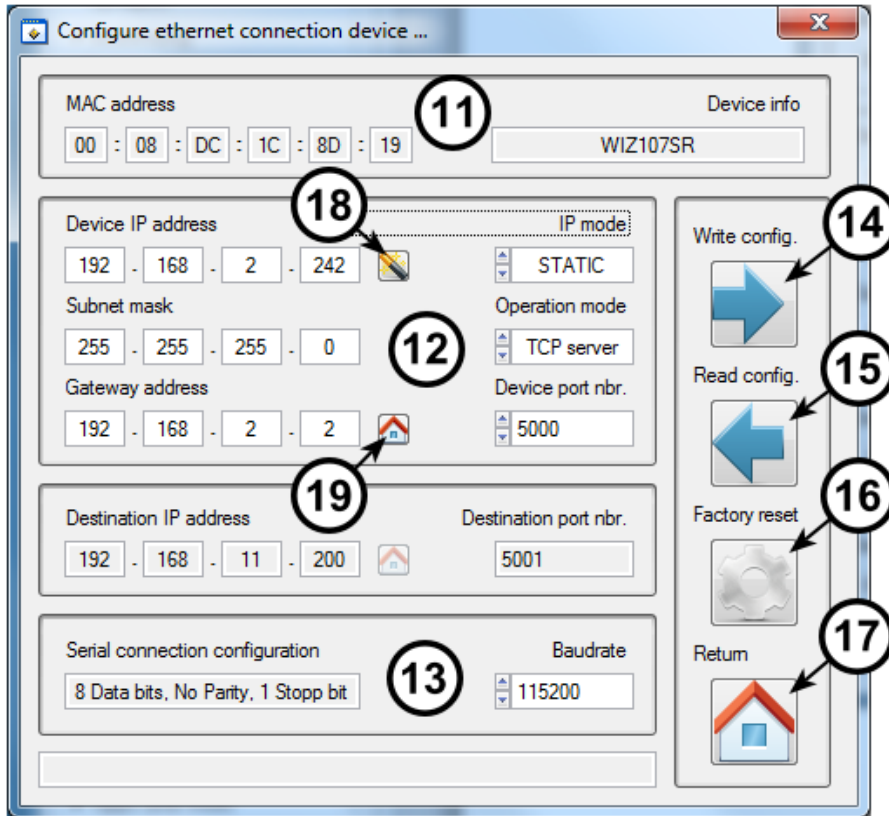 Configure ethernet connection device ...
MAC address
11
Device info
00 : 08 : DC : 1C : 8D : 19
WIZ107SR
Device IP address
18
IP mode
192 . 168 . 2 . 242
STATIC
Subnet mask
Operation mode
255 . 255 . 255 . 0
12
TCP server
Gateway address
Device port nbr.
192 . 168 . 2 . 2
5000
19
Destination IP address
Destination port nbr.
192 . 168 . 11 . 200
5001
Serial connection configuration
13
Baudrate
8 Data bits, No Parity, 1 Stopp bit
115200
Write config.
14
Read config.
15
Factory reset
16
Return
17